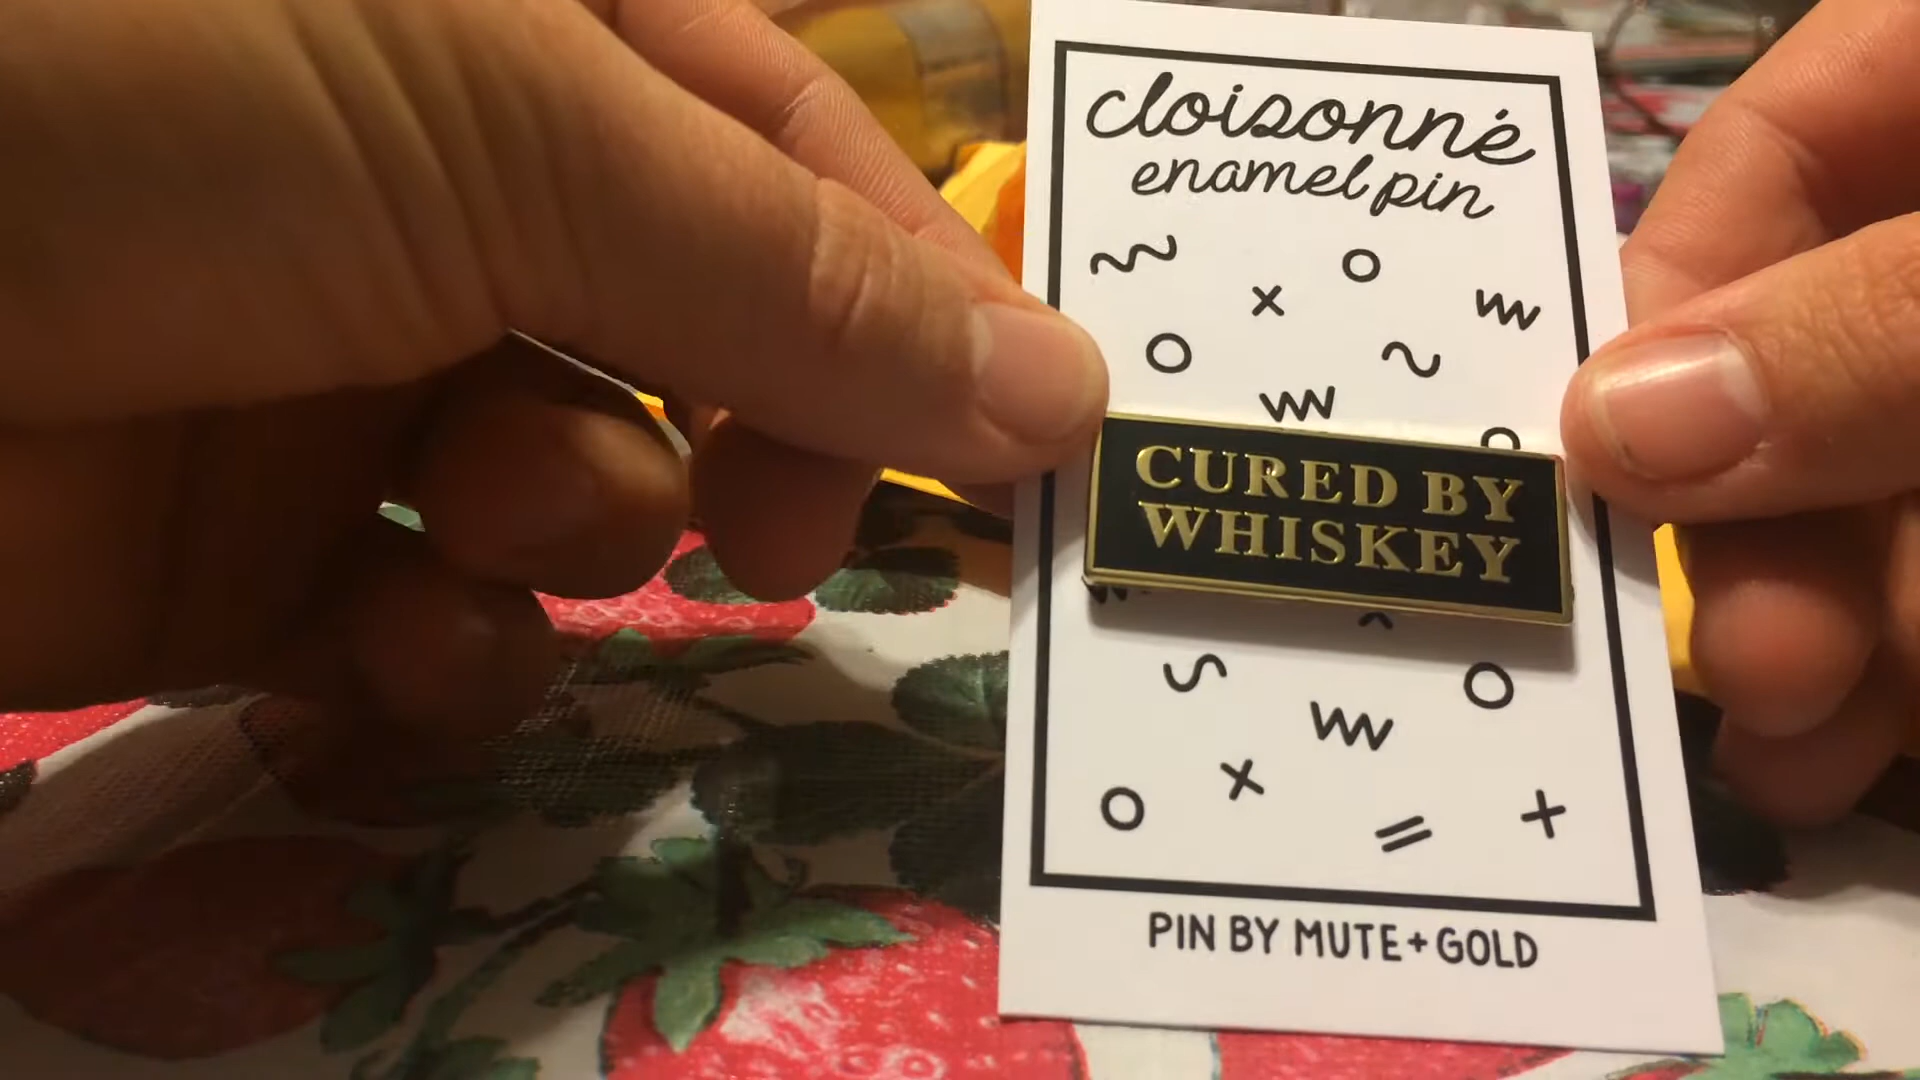 cloisonné
enamel pin
CURED BY
WHISKEY
PIN BY MUTE+GOLD